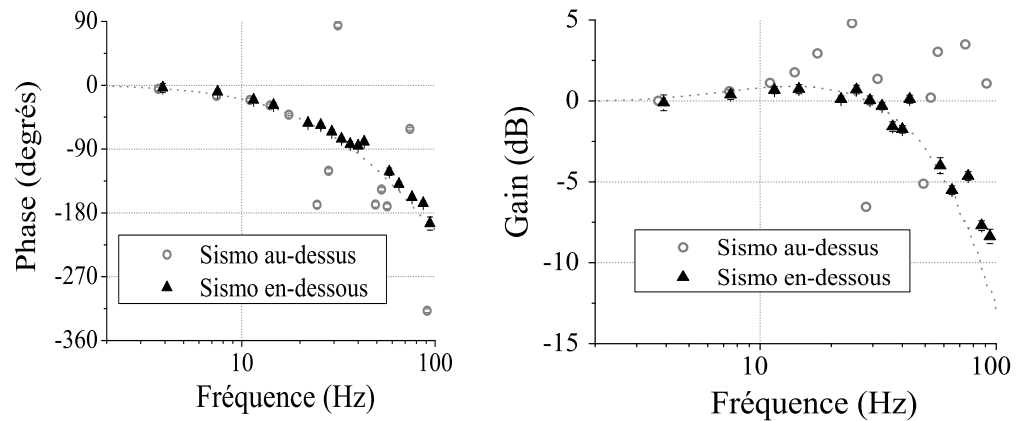 90
0
-90
-180
-270
-360
Phase (degrés)
Sismo au-dessus
Sismo en-dessous
10
100
Fréquence (Hz)
5
0
-5
-10
-15
Gain (dB)
Sismo au-dessus
Sismo en-dessous
10
100
Fréquence (Hz)